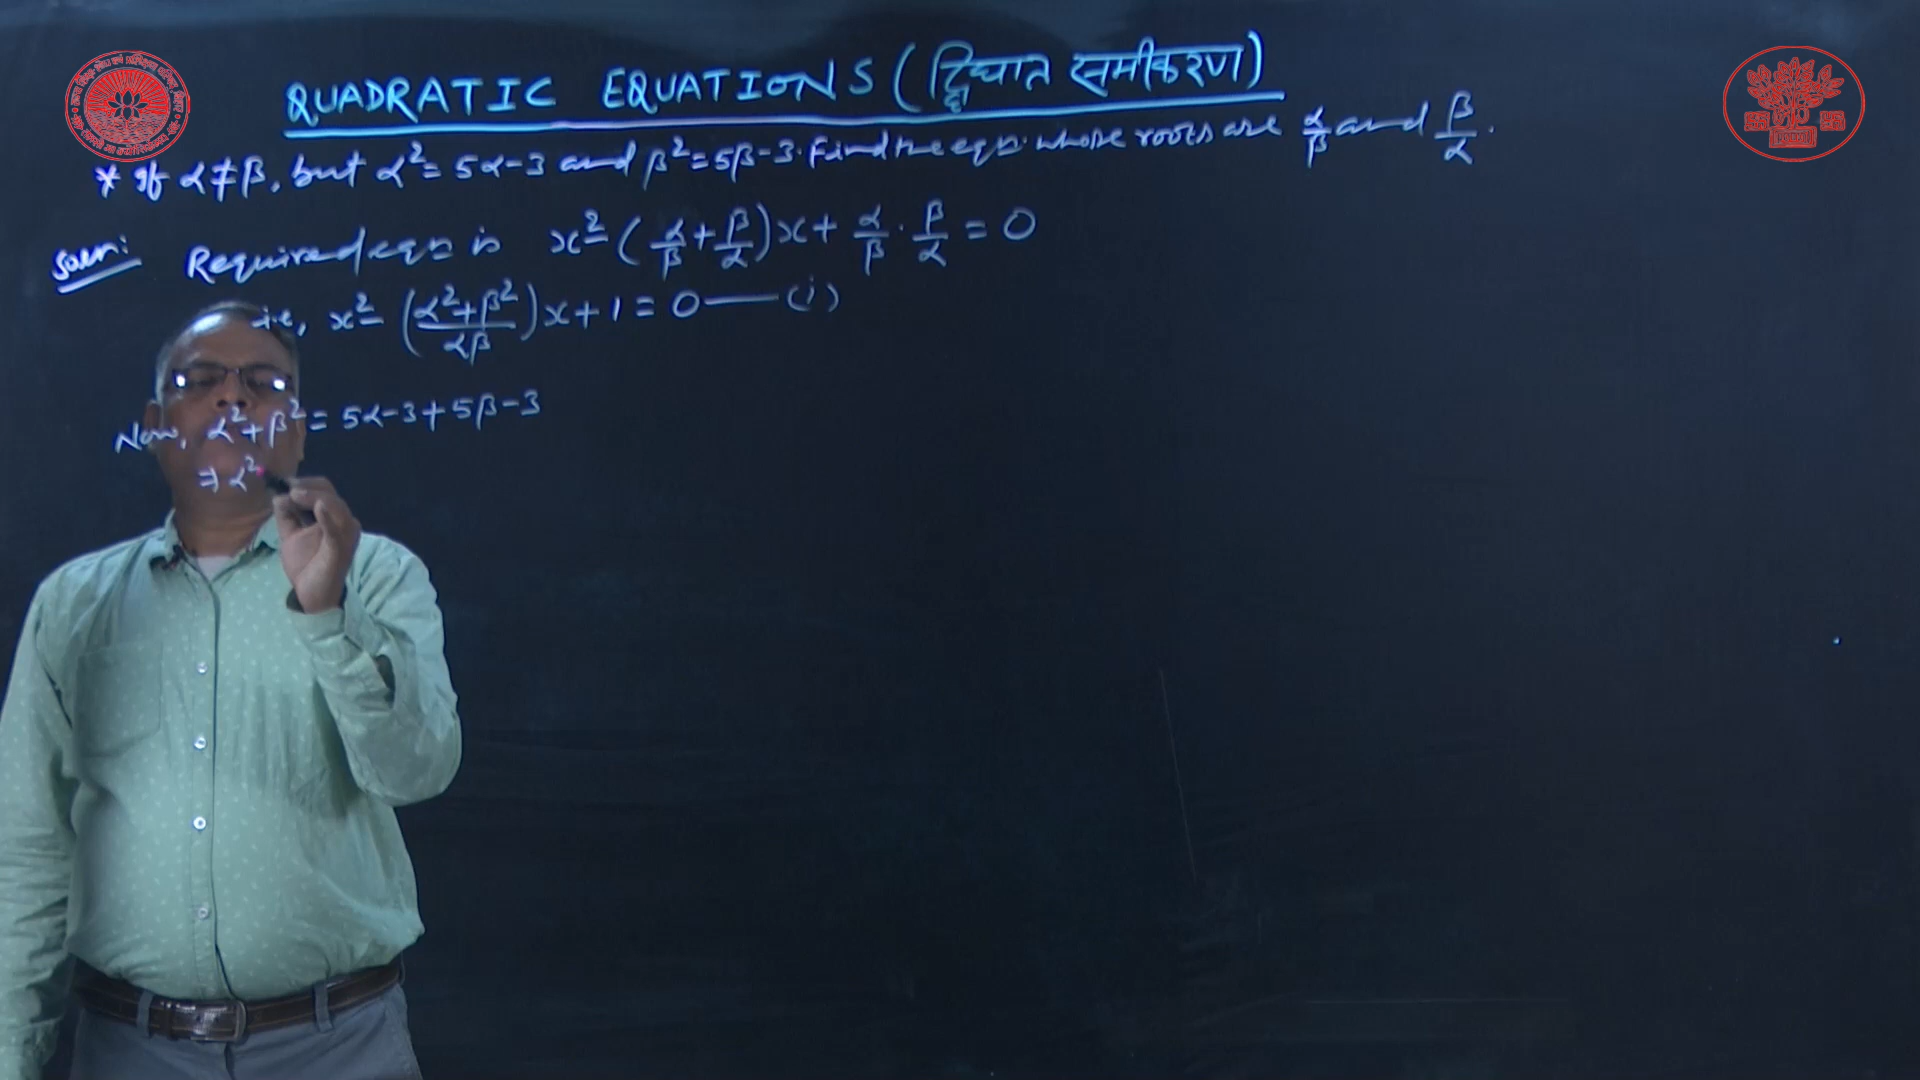 QUADRATIC EQUATIONS (द्विघात समीकरण)
* If α ≠ β, but α² = 5α-3 and β² = 5β-3. Find the eqn. whose roots are α/β and β/α.
Soln: Required eqn is x² - (α/β + β/α)x + α/β · β/α = 0
i.e, x² - ((α²+β²)/αβ)x + 1 = 0 — (i)
Now, α²+β² = 5α-3+5β-3
⇒ α²